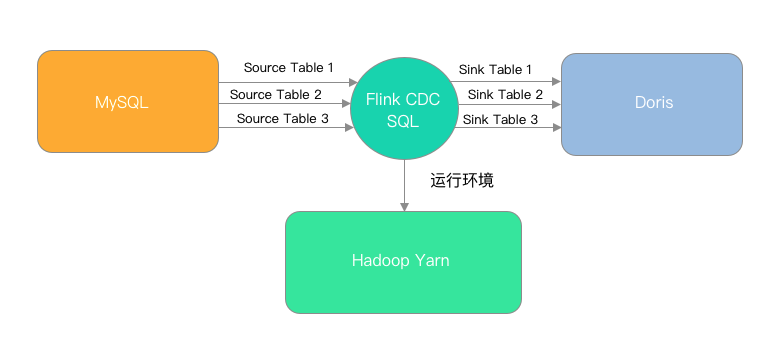 Source Table 1
Sink Table 1
MySQL
Source Table 2
Flink CDC
SQL
Sink Table 2
Doris
Source Table 3
Sink Table 3
运行环境
Hadoop Yarn